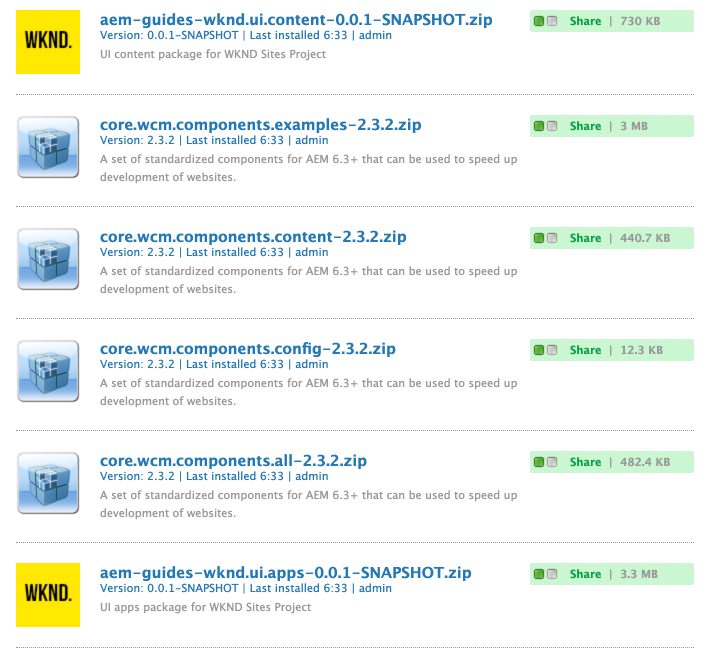 WKND.
aem-guides-wknd.ui.content-0.0.1-SNAPSHOT.zip
Share | 730 KB
Version: 0.0.1-SNAPSHOT | Last installed 6:33 | admin
UI content package for WKND Sites Project
core.wcm.components.examples-2.3.2.zip
Share | 3 MB
Version: 2.3.2 | Last installed 6:33 | admin
A set of standardized components for AEM 6.3+ that can be used to speed up
development of websites.
core.wcm.components.content-2.3.2.zip
Share | 440.7 KB
Version: 2.3.2 | Last installed 6:33 | admin
A set of standardized components for AEM 6.3+ that can be used to speed up
development of websites.
core.wcm.components.config-2.3.2.zip
Share | 12.3 KB
Version: 2.3.2 | Last installed 6:33 | admin
A set of standardized components for AEM 6.3+ that can be used to speed up
development of websites.
core.wcm.components.all-2.3.2.zip
Share | 482.4 KB
Version: 2.3.2 | Last installed 6:33 | admin
A set of standardized components for AEM 6.3+ that can be used to speed up
development of websites.
WKND.
aem-guides-wknd.ui.apps-0.0.1-SNAPSHOT.zip
Share | 3.3 MB
Version: 0.0.1-SNAPSHOT | Last installed 6:33 | admin
UI apps package for WKND Sites Project